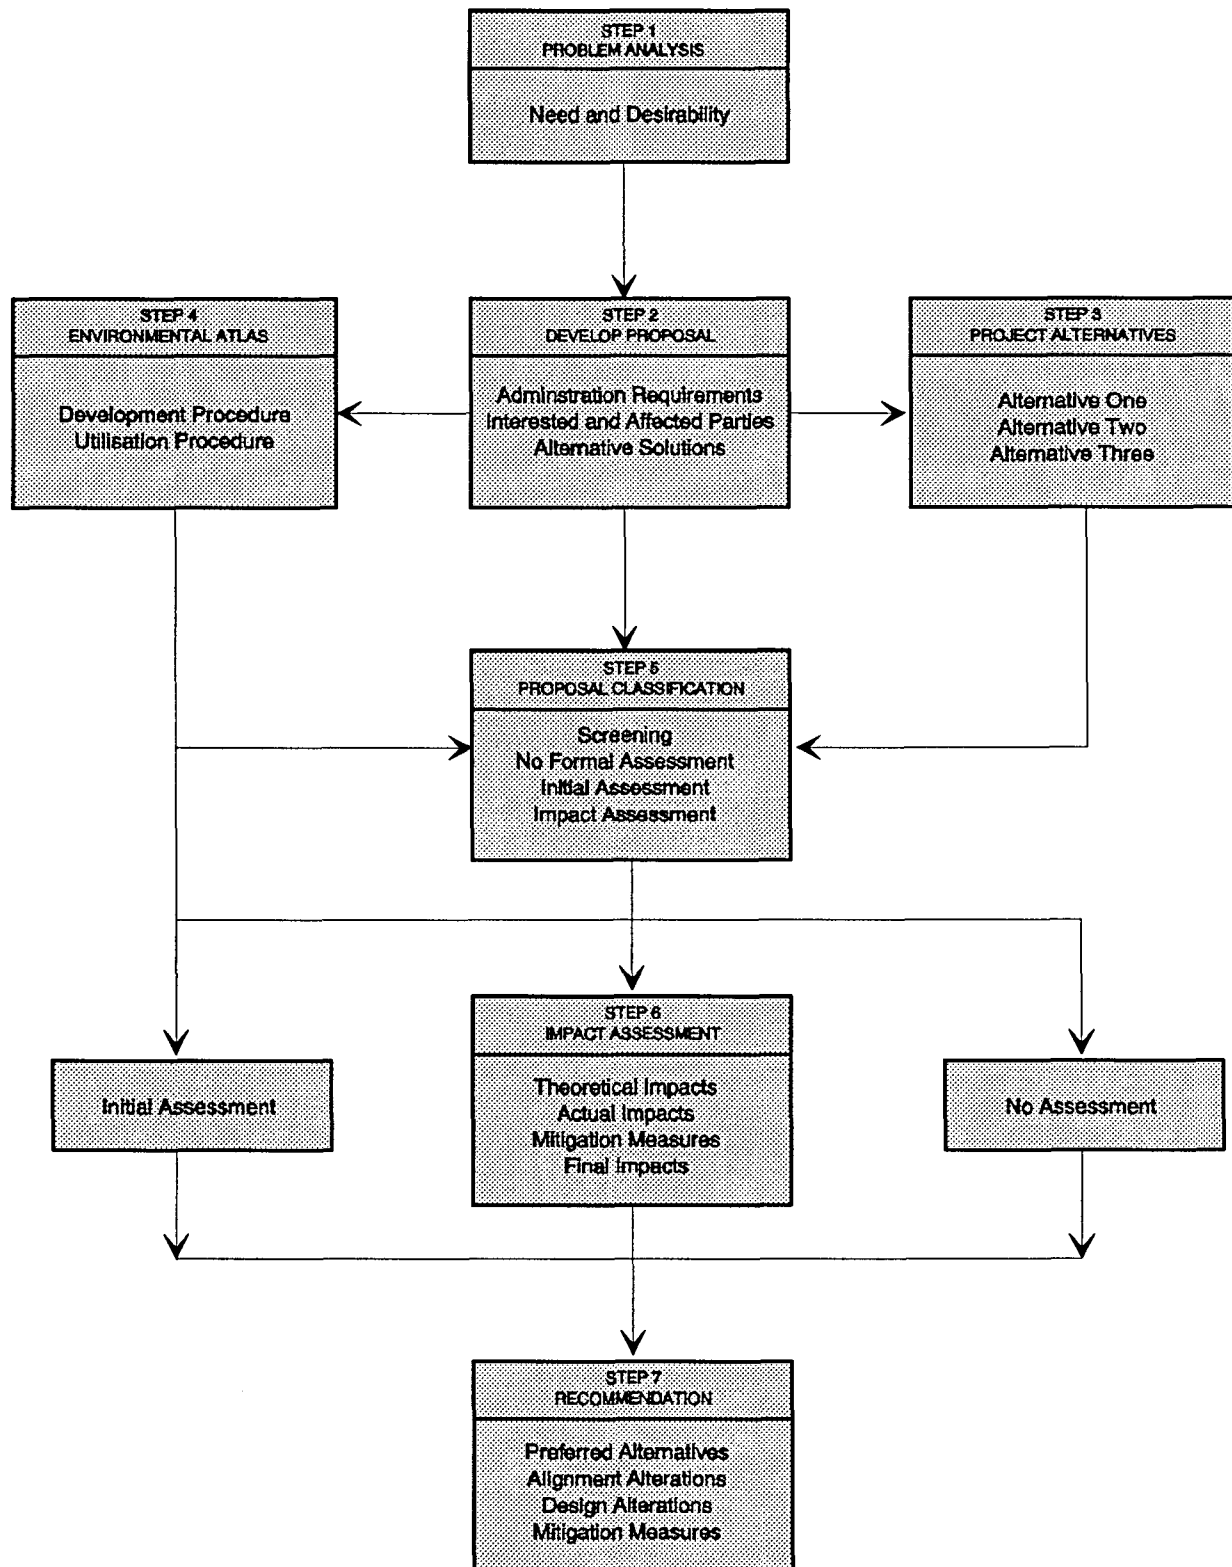 STEP 1
PROBLEM ANALYSIS
Need and Desirability
STEP 4
ENVIRONMENTAL ATLAS
Development Procedure
Utilisation Procedure
STEP 2
DEVELOP PROPOSAL
Adminstration Requirements
Interested and Affected Parties
Alternative Solutions
STEP 3
PROJECT ALTERNATIVES
Alternative One
Alternative Two
Alternative Three
STEP 5
PROPOSAL CLASSIFICATION
Screening
No Formal Assessment
Initial Assessment
Impact Assessment
Initial Assessment
STEP 6
IMPACT ASSESSMENT
Theoretical Impacts
Actual Impacts
Mitigation Measures
Final Impacts
No Assessment
STEP 7
RECOMMENDATION
Preferred Alternatives
Alignment Alterations
Design Alterations
Mitigation Measures